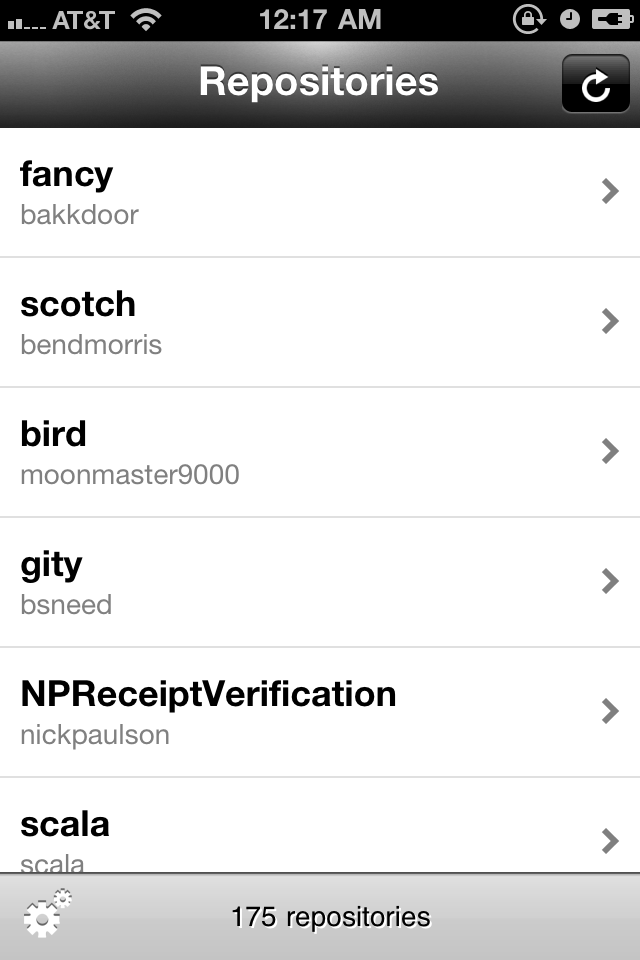 AT&T 12:17 AM
Repositories
fancy
bakkdoor
scotch
bendmorris
bird
moonmaster9000
gity
bsneed
NPReceiptVerification
nickpaulson
scala
scala
175 repositories